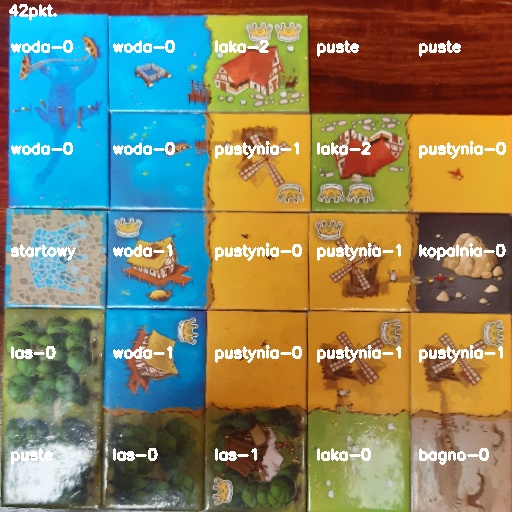 42pkt.
woda-0 woda-0 laka-2 puste puste
woda-0 woda-0 pustynia-1 laka-2 pustynia-0
startowy woda-1 pustynia-0 pustynia-1 kopalnia-0
las-0 woda-1 pustynia-0 pustynia-1 pustynia-1
puste las-0 las-1 laka-0 bagno-0